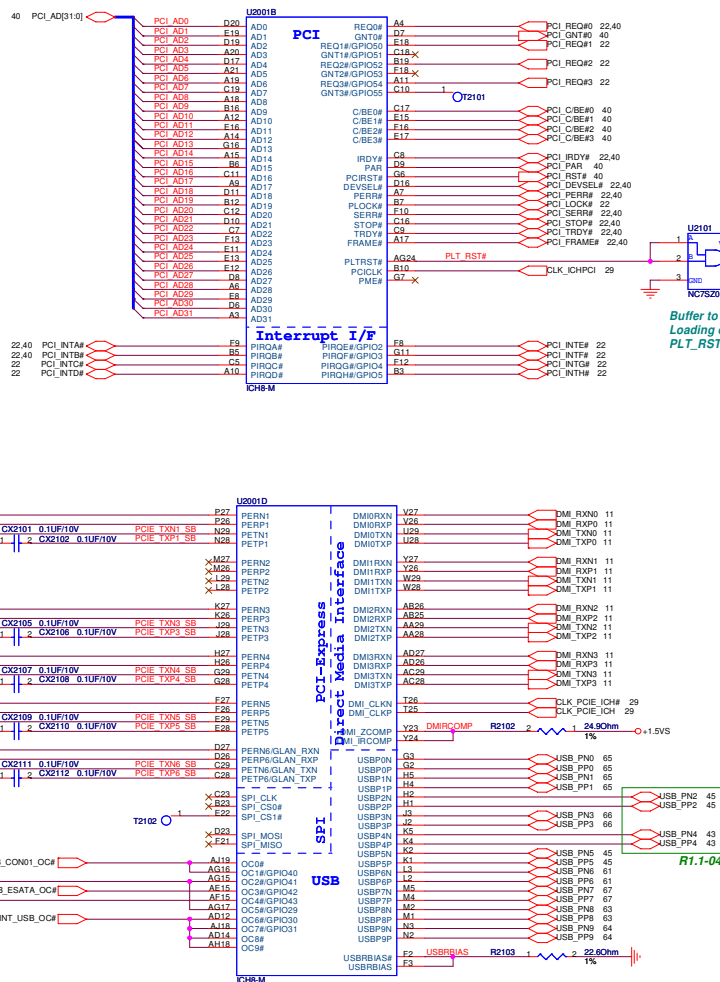 U2001B
40 PCI_AD[31:0]
PCI
PCI_AD0 D20 AD0 REQ0# A4 PCI_REQ#0 22,40
PCI_AD1 E19 AD1 GNT0# D7 PCI_GNT#0 40
PCI_AD2 D19 AD2 REQ1#/GPIO50 E18 PCI_REQ#1 22
PCI_AD3 A20 AD3 GNT1#/GPIO51 C18
PCI_AD4 D17 AD4 REQ2#/GPIO52 B19 PCI_REQ#2 22
PCI_AD5 A21 AD5 GNT2#/GPIO53 F18
PCI_AD6 A19 AD6 REQ3#/GPIO54 A11 PCI_REQ#3 22
PCI_AD7 C19 AD7 GNT3#/GPIO55 C10 1 T2101
PCI_AD8 A18 AD8
PCI_AD9 B16 AD9 C/BE0# C17 PCI_C/BE#0 40
PCI_AD10 A12 AD10 C/BE1# E15 PCI_C/BE#1 40
PCI_AD11 E16 AD11 C/BE2# F16 PCI_C/BE#2 40
PCI_AD12 A14 AD12 C/BE3# E17 PCI_C/BE#3 40
PCI_AD13 G16 AD13
PCI_AD14 A15 AD14 IRDY# C8 PCI_IRDY# 22,40
PCI_AD15 B6 AD15 PAR D9 PCI_PAR 40
PCI_AD16 C11 AD16 PCIRST# G6 PCI_RST# 40
PCI_AD17 A9 AD17 DEVSEL# D16 PCI_DEVSEL# 22,40
PCI_AD18 D11 AD18 PERR# A7 PCI_PERR# 22,40
PCI_AD19 B12 AD19 PLOCK# B7 PCI_LOCK# 22
PCI_AD20 C12 AD20 SERR# F10 PCI_SERR# 22,40
PCI_AD21 D10 AD21 STOP# C16 PCI_STOP# 22,40
PCI_AD22 C7 AD22 TRDY# C9 PCI_TRDY# 22,40
PCI_AD23 F13 AD23 FRAME# A17 PCI_FRAME# 22,40
PCI_AD24 E11 AD24
PCI_AD25 E13 AD25 PLTRST# AG24 PLT_RST#
PCI_AD26 E12 AD26 PCICLK B10 CLK_ICHPCI 29
PCI_AD27 D8 AD27 PME# G7
PCI_AD28 A6 AD28
PCI_AD29 E8 AD29
PCI_AD30 D6 AD30
PCI_AD31 A3 AD31
U2101
1 A
2 B
3 GND
NC7SZ0
Buffer to
Loading
PLT_RST
Interrupt I/F
22,40 PCI_INTA# F9 PIRQA# PIRQE#/GPIO2 F8 PCI_INTE# 22
22,40 PCI_INTB# B5 PIRQB# PIRQF#/GPIO3 G11 PCI_INTF# 22
22 PCI_INTC# C5 PIRQC# PIRQG#/GPIO4 F12 PCI_INTG# 22
22 PCI_INTD# A10 PIRQD# PIRQH#/GPIO5 B3 PCI_INTH# 22
ICH8-M
U2001D
PCI-Express
Direct Media Interface
P27 PERN1 DMI0RXN V27 DMI_RXN0 11
P26 PERP1 DMI0RXP V26 DMI_RXP0 11
CX2101 0.1UF/10V PCIE_TXN1_SB N29 PETN1 DMI0TXN U29 DMI_TXN0 11
1 2 CX2102 0.1UF/10V PCIE_TXP1_SB N28 PETP1 DMI0TXP U28 DMI_TXP0 11
M27 PERN2 DMI1RXN Y27 DMI_RXN1 11
M26 PERP2 DMI1RXP Y26 DMI_RXP1 11
L29 PETN2 DMI1TXN W29 DMI_TXN1 11
L28 PETP2 DMI1TXP W28 DMI_TXP1 11
K27 PERN3 DMI2RXN AB26 DMI_RXN2 11
K26 PERP3 DMI2RXP AB25 DMI_RXP2 11
CX2105 0.1UF/10V PCIE_TXN3_SB J29 PETN3 DMI2TXN AA29 DMI_TXN2 11
1 2 CX2106 0.1UF/10V PCIE_TXP3_SB J28 PETP3 DMI2TXP AA28 DMI_TXP2 11
H27 PERN4 DMI3RXN AD27 DMI_RXN3 11
H26 PERP4 DMI3RXP AD26 DMI_RXP3 11
CX2107 0.1UF/10V PCIE_TXN4_SB G29 PETN4 DMI3TXN AC29 DMI_TXN3 11
1 2 CX2108 0.1UF/10V PCIE_TXP4_SB G28 PETP4 DMI3TXP AC28 DMI_TXP3 11
F27 PERN5 DMI_CLKN T26 CLK_PCIE_ICH# 29
F26 PERP5 DMI_CLKP T25 CLK_PCIE_ICH 29
CX2109 0.1UF/10V PCIE_TXN5_SB E29 PETN5
1 2 CX2110 0.1UF/10V PCIE_TXP5_SB E28 PETP5 DMI_ZCOMP Y23 DMIRCOMP R2102 2 1 24.9Ohm 1% +1.5VS
DMI_IRCOMP Y24
D27 PERN6/GLAN_RXN
D26 PERP6/GLAN_RXP USBP0N G3 USB_PN0 65
CX2111 0.1UF/10V PCIE_TXN6_SB C29 PETN6/GLAN_TXN USBP0P G2 USB_PP0 65
1 2 CX2112 0.1UF/10V PCIE_TXP6_SB C28 PETP6/GLAN_TXP USBP1N H5 USB_PN1 65
USBP1P H4 USB_PP1 65
C23 SPI_CLK USBP2N H2 USB_PN2 45
B23 SPI_CS0# USBP2P H1 USB_PP2 45
T2102 1 E22 SPI_CS1# USBP3N J3 USB_PN3 66
SPI
USBP3P J2 USB_PP3 66
D23 SPI_MOSI USBP4N K5 USB_PN4 43
F21 SPI_MISO USBP4P K4 USB_PP4 43
USBP5N K2 USB_PN5 45
_CON01_OC# AJ19 OC0# USBP5P K1 USB_PP5 45
AG16 OC1#/GPIO40 USBP6N L3 USB_PN6 61
USB
AG15 OC2#/GPIO41 USBP6P L2 USB_PP6 61
_ESATA_OC# AE15 OC3#/GPIO42 USBP7N M5 USB_PN7 67
AF15 OC4#/GPIO43 USBP7P M4 USB_PP7 67
AG17 OC5#/GPIO29 USBP8N M2 USB_PN8 63
INT_USB_OC# AD12 OC6#/GPIO30 USBP8P M1 USB_PP8 63
AJ18 OC7#/GPIO31 USBP9N N3 USB_PN9 64
AD14 OC8# USBP9P N2 USB_PP9 64
AH18 OC9#
USBRBIAS# F2 USBRBIAS R2103 1 2 22.6Ohm 1%
USBRBIAS F3
R1.1-04
ICH8-M